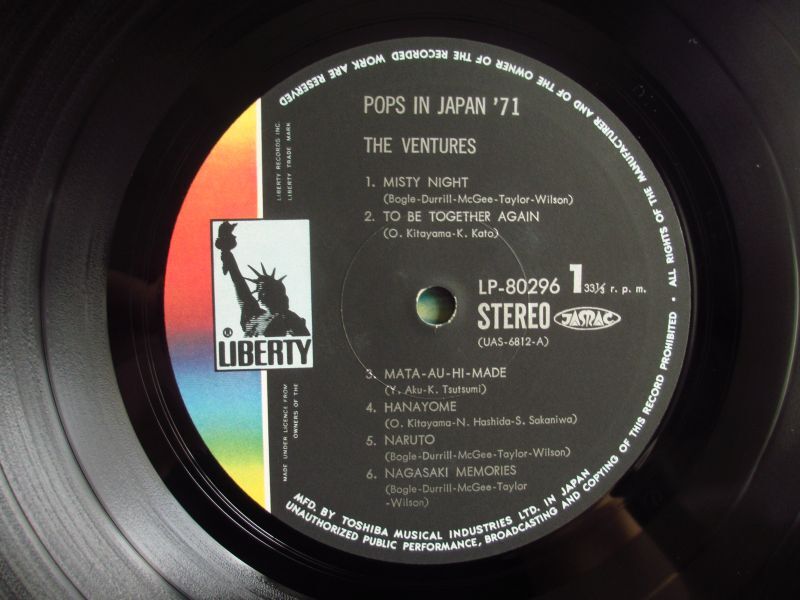 POPS IN JAPAN '71
THE VENTURES
1. MISTY NIGHT
(Bogle-Durrill-McGee-Taylor-Wilson)
2. TO BE TOGETHER AGAIN
(O. Kitayama-K. Kato)
LP-80296 1 33⅓ r. p. m.
STEREO JASRAC
(UAS-6812-A)
3. MATA-AU-HI-MADE
(Y. Aku-K. Tsutsumi)
4. HANAYOME
(O. Kitayama-N. Hashida-S. Sakaniwa)
5. NARUTO
(Bogle-Durrill-McGee-Taylor-Wilson)
6. NAGASAKI MEMORIES
(Bogle-Durrill-McGee-Taylor
-Wilson)
® LIBERTY
LIBERTY RECORDS INC.
LIBERTY TRADE MARK
MADE UNDER LICENCE FROM
OWNERS OF THE
MFD. BY TOSHIBA MUSICAL INDUSTRIES LTD. IN JAPAN
UNAUTHORIZED PUBLIC PERFORMANCE, BROADCASTING AND COPYING OF THIS RECORD PROHIBITED • ALL RIGHTS OF THE MANUFACTURER AND OF THE OWNER OF THE RECORDED WORK ARE RESERVED